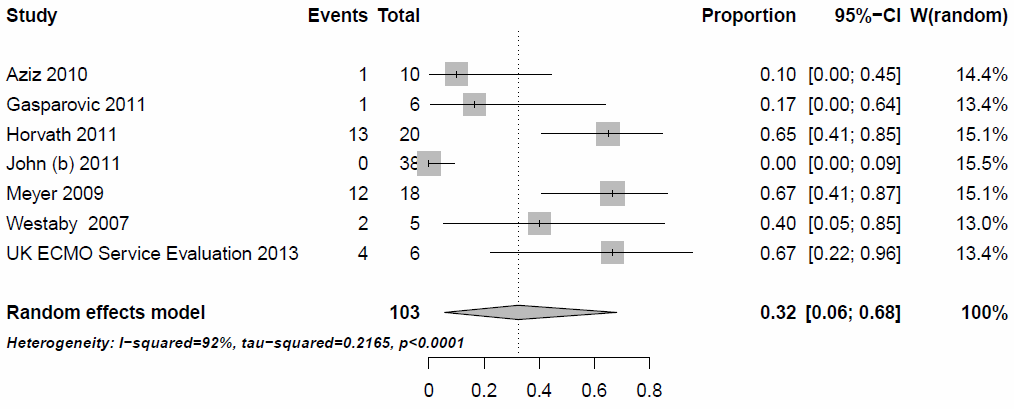 Study Events Total Proportion 95%−CI W(random)
Aziz 2010 1 10 0.10 [0.00; 0.45] 14.4%
Gasparovic 2011 1 6 0.17 [0.00; 0.64] 13.4%
Horvath 2011 13 20 0.65 [0.41; 0.85] 15.1%
John (b) 2011 0 38 0.00 [0.00; 0.09] 15.5%
Meyer 2009 12 18 0.67 [0.41; 0.87] 15.1%
Westaby 2007 2 5 0.40 [0.05; 0.85] 13.0%
UK ECMO Service Evaluation 2013 4 6 0.67 [0.22; 0.96] 13.4%
Random effects model 103 0.32 [0.06; 0.68] 100%
Heterogeneity: I−squared=92%, tau−squared=0.2165, p<0.0001
0 0.2 0.4 0.6 0.8